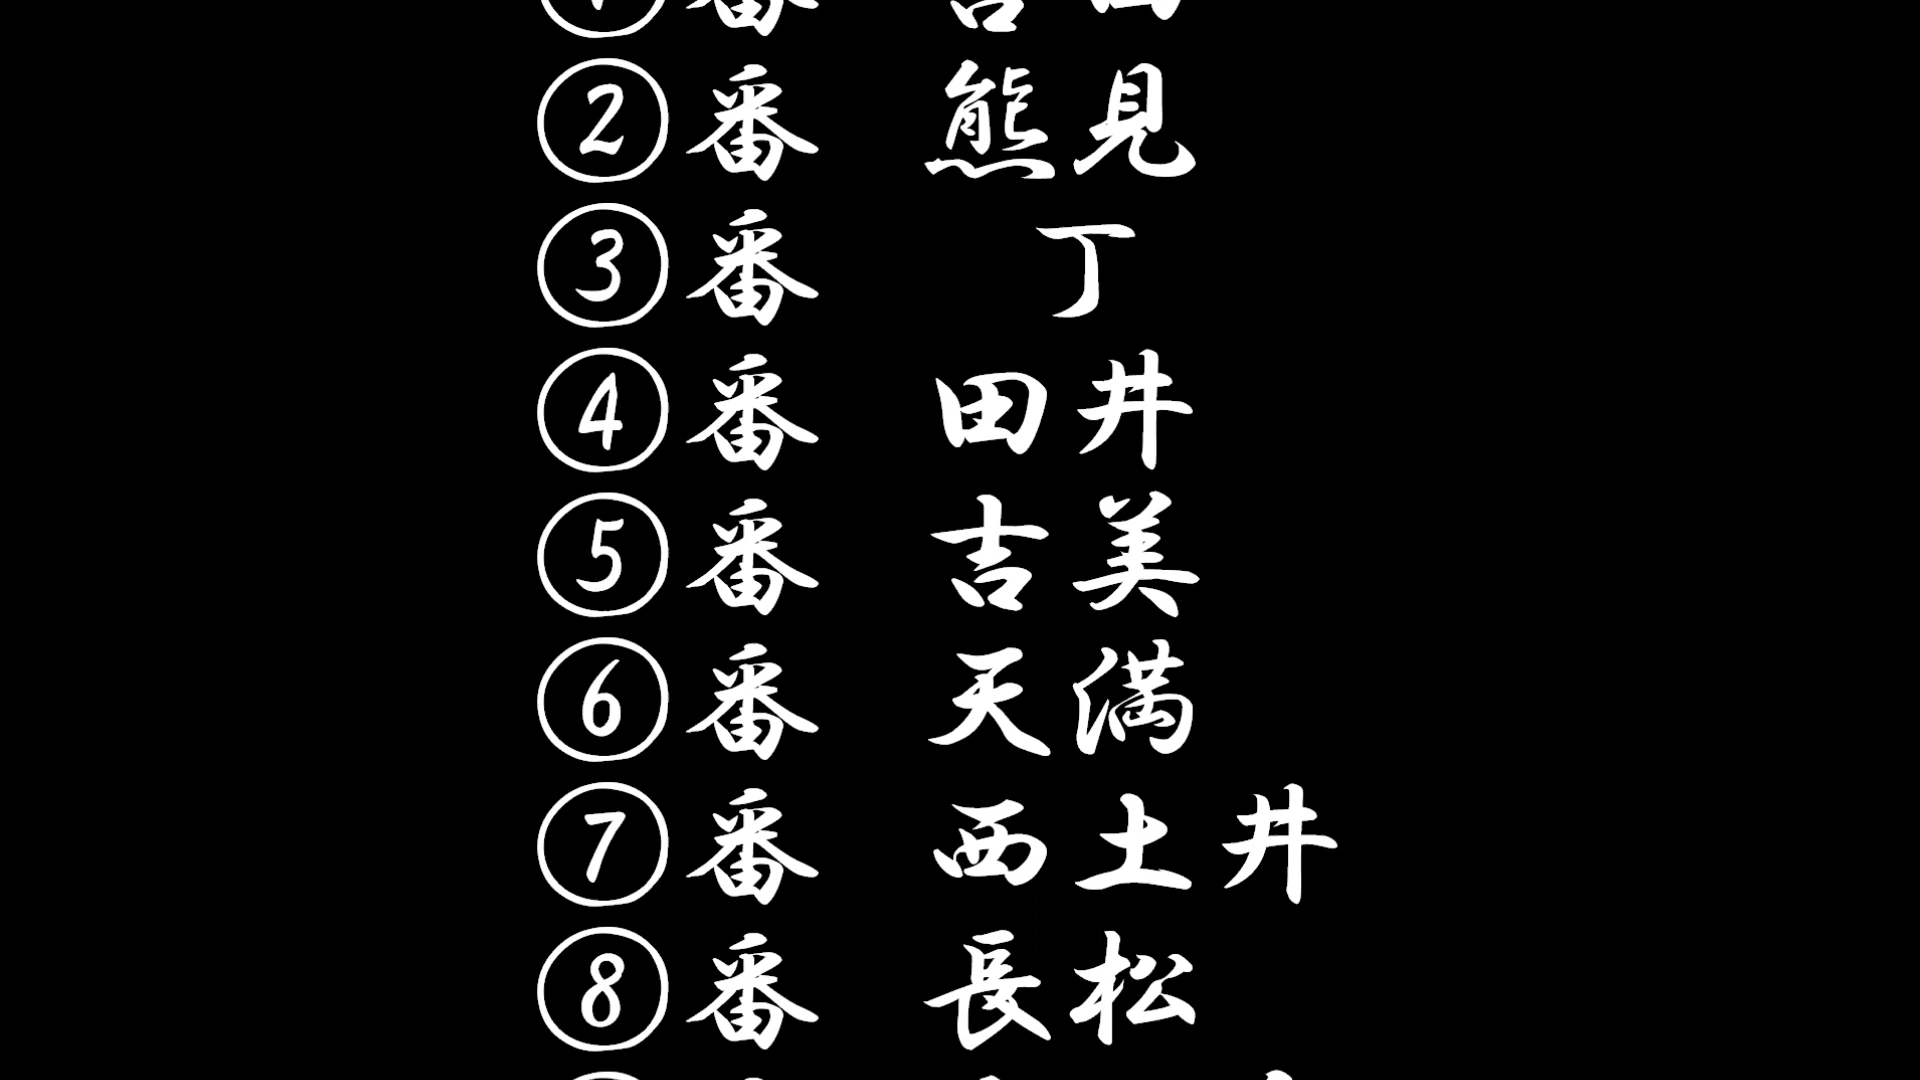 ②番 熊見
③番 丁
④番 田井
⑤番 吉美
⑥番 天満
⑦番 西土井
⑧番 長松